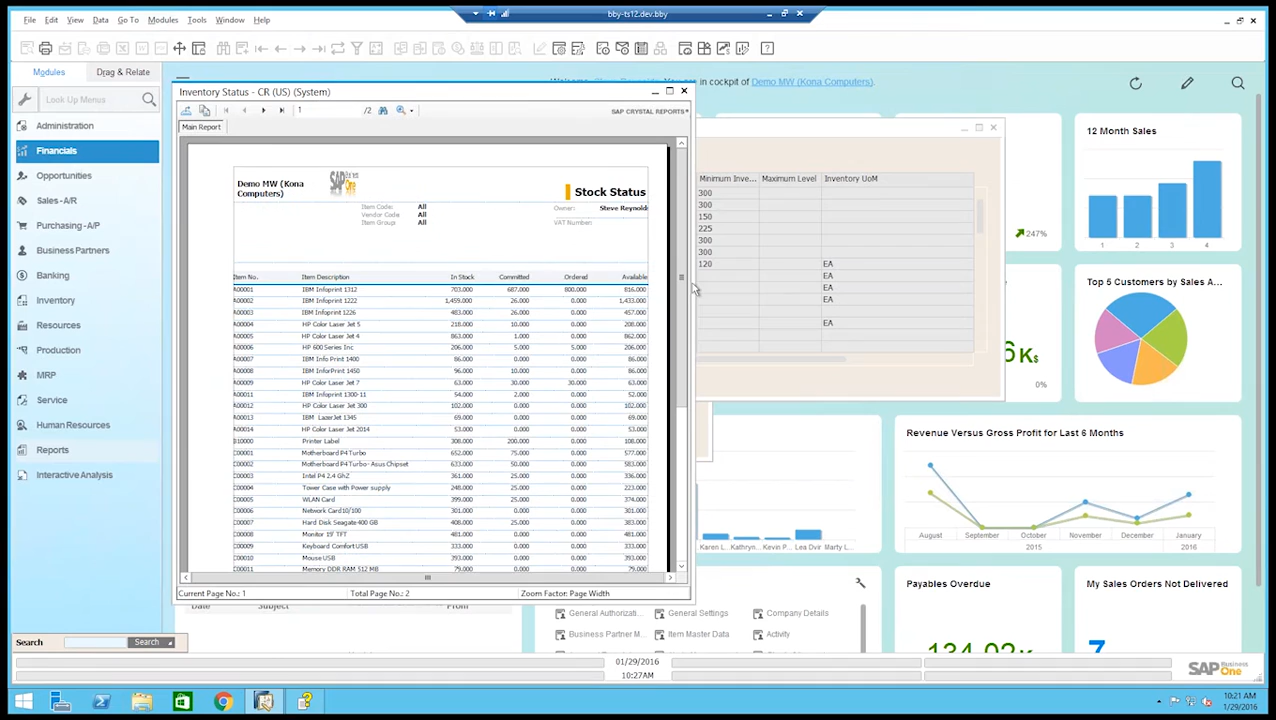 bby-ts12.dev.bby
File Edit View Data Go To Modules Tools Window Help
Modules Drag & Relate
Look Up Menus
Administration
Financials
Opportunities
Sales - A/R
Purchasing - A/P
Business Partners
Banking
Inventory
Resources
Production
MRP
Service
Human Resources
Reports
Interactive Analysis
You are in cockpit of Demo MW (Kona Computers).
Inventory Status - CR (US) (System)
1 /2 SAP CRYSTAL REPORTS®
Main Report
Demo MW (Kona Computers)
SAP Business One
Stock Status
Item Code: All
Vendor Code All
Item Group: All
Owner: Steve Reynolds
VAT Number:
Item No. Item Description In Stock Committed Ordered Available
A00001 IBM Infoprint 1312 703.000 687.000 800.000 816.000
A00002 IBM Infoprint 1222 1,459.000 26.000 0.000 1,433.000
A00003 IBM Infoprint 1226 483.000 26.000 0.000 457.000
A00004 HP Color Laser Jet 5 218.000 10.000 0.000 208.000
A00005 HP Color Laser Jet 4 863.000 1.000 0.000 862.000
A00006 HP 600 Series Inc 206.000 5.000 5.000 206.000
A00007 IBM Info Print 1400 86.000 0.000 0.000 86.000
A00008 IBM InforPrint 1450 96.000 10.000 0.000 86.000
A00009 HP Color Laser Jet 7 63.000 30.000 30.000 63.000
A00011 IBM Infoprint 1300-11 54.000 2.000 0.000 52.000
A00012 HP Color Laser Jet 300 102.000 0.000 0.000 102.000
A00013 IBM LazerJet 1345 69.000 0.000 0.000 69.000
A00014 HP Color Laser Jet 2014 53.000 0.000 0.000 53.000
B10000 Printer Label 308.000 200.000 0.000 108.000
C00001 Motherboard P4 Turbo 652.000 75.000 0.000 577.000
C00002 Motherboard P4 Turbo - Asus Chipset 633.000 50.000 0.000 583.000
C00003 Intel P4 2.4 GhZ 361.000 25.000 0.000 336.000
C00004 Tower Case with Power supply 248.000 25.000 0.000 223.000
C00005 WLAN Card 399.000 25.000 0.000 374.000
C00006 Network Card 10/100 301.000 0.000 0.000 301.000
C00007 Hard Disk Seagate 400 GB 408.000 25.000 0.000 383.000
C00008 Monitor 19' TFT 481.000 0.000 0.000 481.000
C00009 Keyboard Comfort USB 333.000 0.000 0.000 333.000
C00010 Mouse USB 393.000 0.000 0.000 393.000
C00011 Memory DDR RAM 512 MB 79.000 0.000 0.000 79.000
Current Page No.: 1 Total Page No.: 2 Zoom Factor: Page Width
Minimum Inve... Maximum Level Inventory UoM
300
300
150
225
300
300
120 EA
EA
EA
EA
EA
247%
12 Month Sales
1 2 3 4
Top 5 Customers by Sales A...
6K$
0%
Revenue Versus Gross Profit for Last 6 Months
August September October November December January
2015 2016
Karen L.. Kathryn.. Kevin P... Lea Dvir Marty L..
Payables Overdue
My Sales Orders Not Delivered
7
Date Subject From
General Authorizati.. General Settings Company Details
Business Partner M... Item Master Data Activity
Search Search
01/29/2016
10:27AM
SAP Business One
10:21 AM
1/29/2016